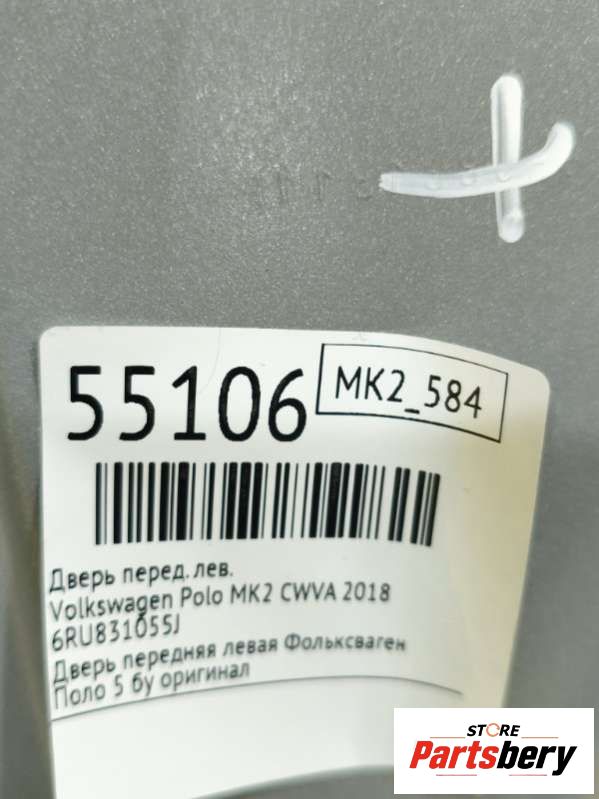 55106
MK2_584
Дверь перед. лев.
Volkswagen Polo MK2 CWVA 2018
6RU831055J
Дверь передняя левая Фольксваген
Поло 5 бу оригинал
STORE
Partsbery